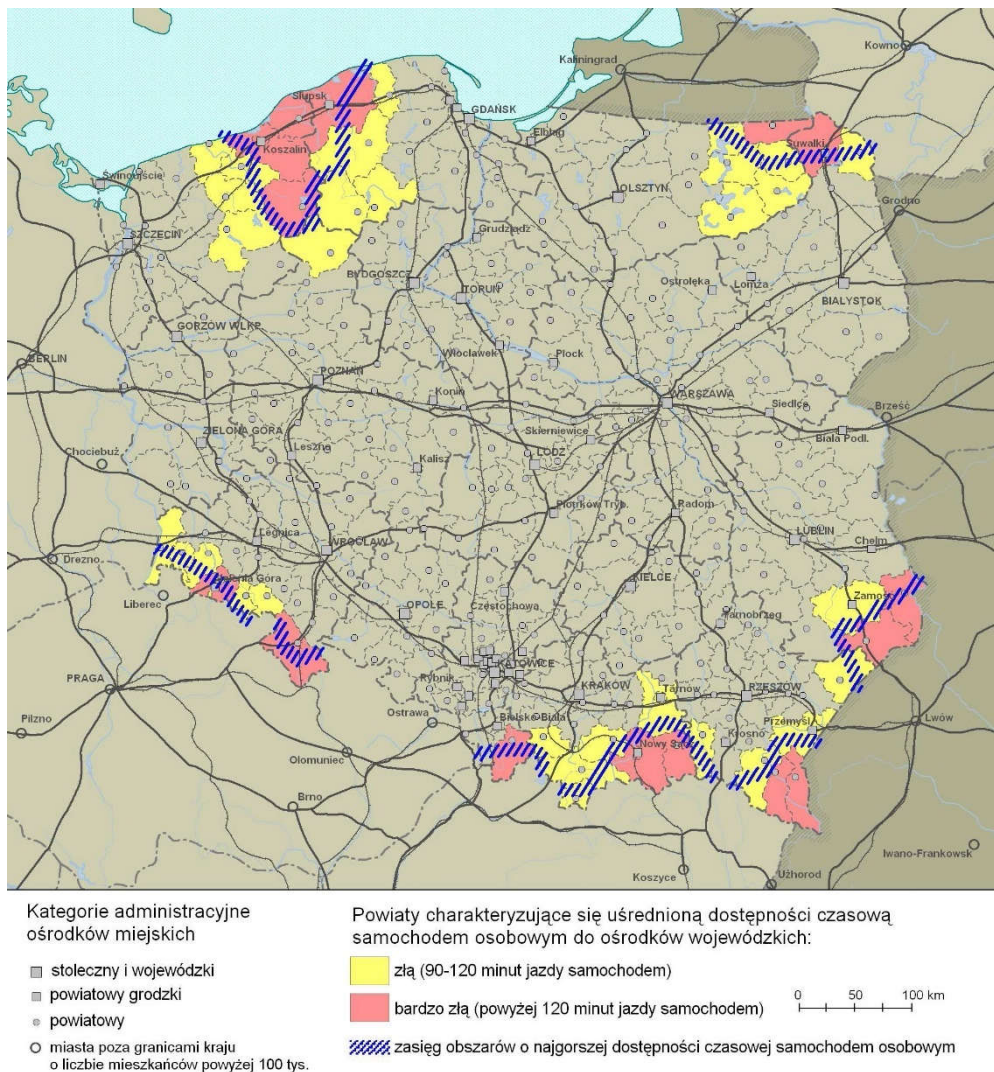 Kowno
Kaliningrad
Słupsk
GDAŃSK
Elbląg
Koszalin
Suwałki
Świnoujście
OLSZTYN
Grodno
SZCZECIN
Grudziądz
BYDGOSZCZ
Ostrołęka
Łomża
TORUŃ
BIAŁYSTOK
GORZÓW WLKP.
Włocławek
Płock
BERLIN
POZNAŃ
Konin
WARSZAWA
Siedlce
Brześć
Skierniewice
ZIELONA GÓRA
Biała Podl.
Leszno
Chociebuż
Kalisz
ŁÓDŹ
Piotrków Tryb.
Radom
LUBLIN
Legnica
WROCŁAW
Chełm
Drezno
Jelenia Góra
KIELCE
Liberec
Zamość
OPOLE
Częstochowa
Tarnobrzeg
KATOWICE
Rybnik
PRAGA
KRAKÓW
Tarnów
RZESZÓW
Ostrawa
Bielsko-Biała
Przemyśl
Lwów
Pilzno
Krosno
Nowy Sącz
Ołomuniec
Brno
Iwano-Frankowsk
Koszyce
Użhorod
Kategorie administracyjne
ośrodków miejskich
stołeczny i wojewódzki
powiatowy grodzki
powiatowy
miasta poza granicami kraju
o liczbie mieszkańców powyżej 100 tys.
Powiaty charakteryzujące się uśrednioną dostępności czasową
samochodem osobowym do ośrodków wojewódzkich:
złą (90-120 minut jazdy samochodem)
bardzo złą (powyżej 120 minut jazdy samochodem)
0 50 100 km
zasięg obszarów o najgorszej dostępności czasowej samochodem osobowym